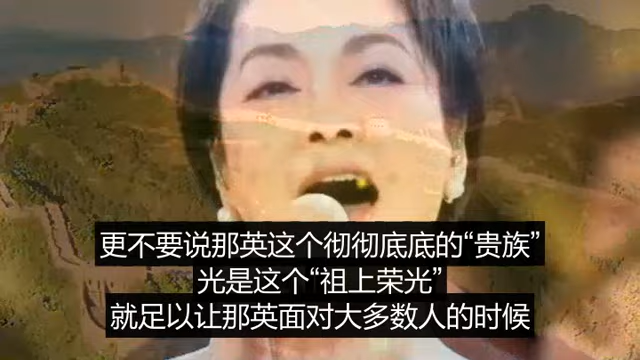 更不要说那英这个彻彻底底的“贵族”
光是这个“祖上荣光”
就足以让那英面对大多数人的时候